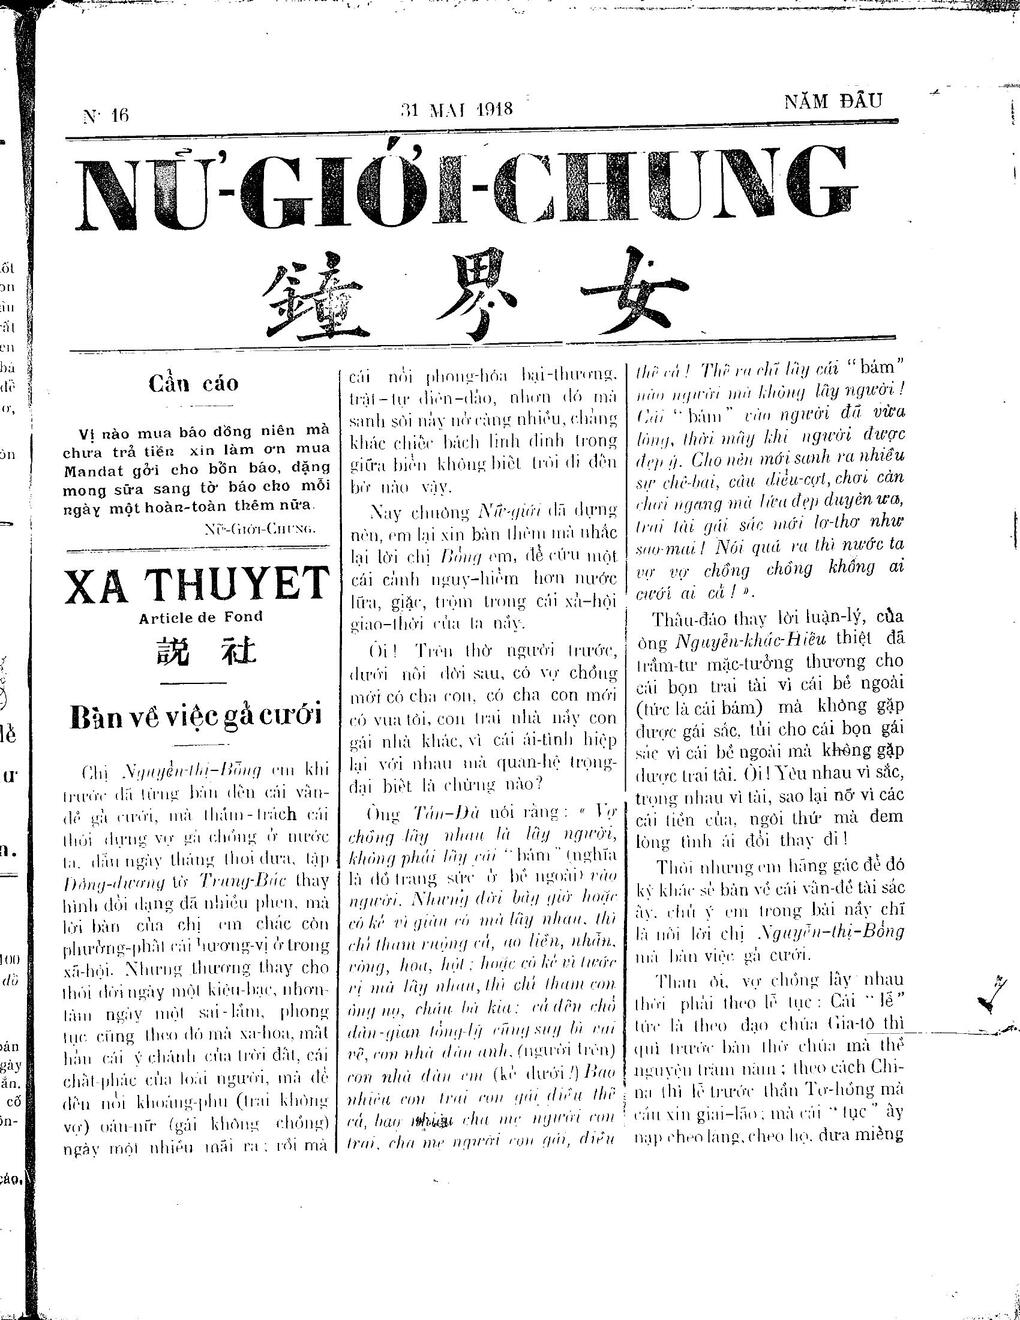 N° 16
31 MAI 1918
NĂM ĐẦU
NỮ-GIỚI-CHUNG
鐘 界 女
Cẩn cáo
Vị nào mua báo đồng niên mà
chưa trả tiền xin làm ơn mua
Mandat gởi cho bổn báo, dặng
mong sửa sang tờ báo cho mỗi
ngày một hoàn-toàn thêm nữa.
NỮ-GIỚI-CHUNG.
XA THUYET
Article de Fond
説 社
Bàn về việc gả cưới
Chị Nguyễn-thị-Bồng em khi
trước đã từng bàn đến cái vấn-
đề gả cưới, mà thảm-trách cái
thói dựng vợ gả chồng ở nước
ta, dẫu ngày tháng thoi đưa, tập
Đông-dương tờ Trung-Bắc thay
hình đổi dạng đã nhiều phen, mà
lời bàn của chị em chắc còn
phưởng-phất cái hương-vị ở trong
xã-hội. Nhưng thương thay cho
thói đời ngày một kiêu-bạc, nhơn-
tâm ngày một sai-lầm, phong
tục cũng theo đó mà xa-hoa, mất
hẳn cái ý chánh của trời đất, cái
chất-phác của loài người, mà để
đến nỗi khoáng-phu (trai không
vợ) oán-nữ (gái không chồng)
ngày một nhiều mãi ra; rồi mà
cái nỗi phong-hóa bại-thương,
trật-tự điên-đảo, nhơn đó mà
sanh sôi nảy nở càng nhiều, chẳng
khác chiếc bách linh đinh trong
giữa biển không biết trôi đi đến
bờ nào vậy.
Nay chuông Nữ-giới đã dựng
nên, em lại xin bàn thêm mà nhắc
lại lời chị Bồng em, để cứu một
cái cảnh nguy-hiểm hơn nước
lửa, giặc, trộm trong cái xã-hội
giao-thời của ta nầy.
Ôi! Trên thờ người trước,
dưới nối đời sau, có vợ chồng
mới có cha con, có cha con mới
có vua tôi, con trai nhà nầy con
gái nhà khác, vì cái ái-tình hiệp
lại với nhau mà quan-hệ trọng-
đại biết là chừng nào?
Ông Tản-Đà nói rằng: « Vợ
chồng lấy nhau là lấy người,
không phải lấy cái “bám” (nghĩa
là đồ trang sức ở bề ngoài) vào
người. Nhưng đời bây giờ hoặc
có kẻ vì giàu có mà lấy nhau, thì
chỉ tham ruộng cả, ao liền, nhẫn,
vòng, hoa, hột; hoặc có kẻ vì tước
vị mà lấy nhau, thì chỉ tham con
ông nọ, cháu bà kia; cả đến chỗ
dân-gian tổng-lý cũng suy bì vai
vế, con nhà đàn anh, (người trên)
con nhà đàn em (kẻ dưới!) Bao
nhiêu con trai con gái điều thế
cả, bao nhiêu cha mẹ người con
trai, cha mẹ người con gái, điều
thế cả! Thế ra chỉ lấy cái “bám”
vào người mà không lấy người!
Cái “bám” vào người đã vừa
lòng, thời mấy khi người được
đẹp ý. Cho nên mới sanh ra nhiều
sự chê-bai, câu diếu-cợt, chơi cản
chơi ngang mà lứa đẹp duyên ưa,
trai tài gái sắc mới lơ-thơ như
sao-mai! Nói quá ra thì nước ta
vợ vợ chồng chồng không ai
cưới ai cả! ».
Thấu-đáo thay lời luận-lý, của
ông Nguyễn-khắc-Hiếu thiệt đã
trầm-tư mặc-tưởng thương cho
cái bọn trai tài vì cái bề ngoài
(tức là cái bám) mà không gặp
được gái sắc, tủi cho cái bọn gái
sắc vì cái bề ngoài mà không gặp
được trai tài. Ôi! Yêu nhau vì sắc,
trọng nhau vì tài, sao lại nỡ vì các
cái tiền của, ngôi thứ mà đem
lòng tình ái đổi thay đi!
Thôi nhưng em hãng gác để đó
kỳ khác sẽ bàn về cái vấn-đề tài sắc
ấy, chủ ý em trong bài nầy chĩ
là nối lời chị Nguyễn-thị-Bồng
mà bàn việc gả cưới.
Than ôi, vợ chồng lấy nhau
thời phải theo lễ tục: Cái “lễ”
tức là theo đạo chúa Gia-tô thì
quì trước bàn thờ chúa mà thề
nguyện trăm năm; theo cách Chi-
na thì lễ trước thần Tơ-hồng mà
cầu xin giai-lão; mà cái “tục” ấy
nạp cheo làng, cheo họ, đưa miếng